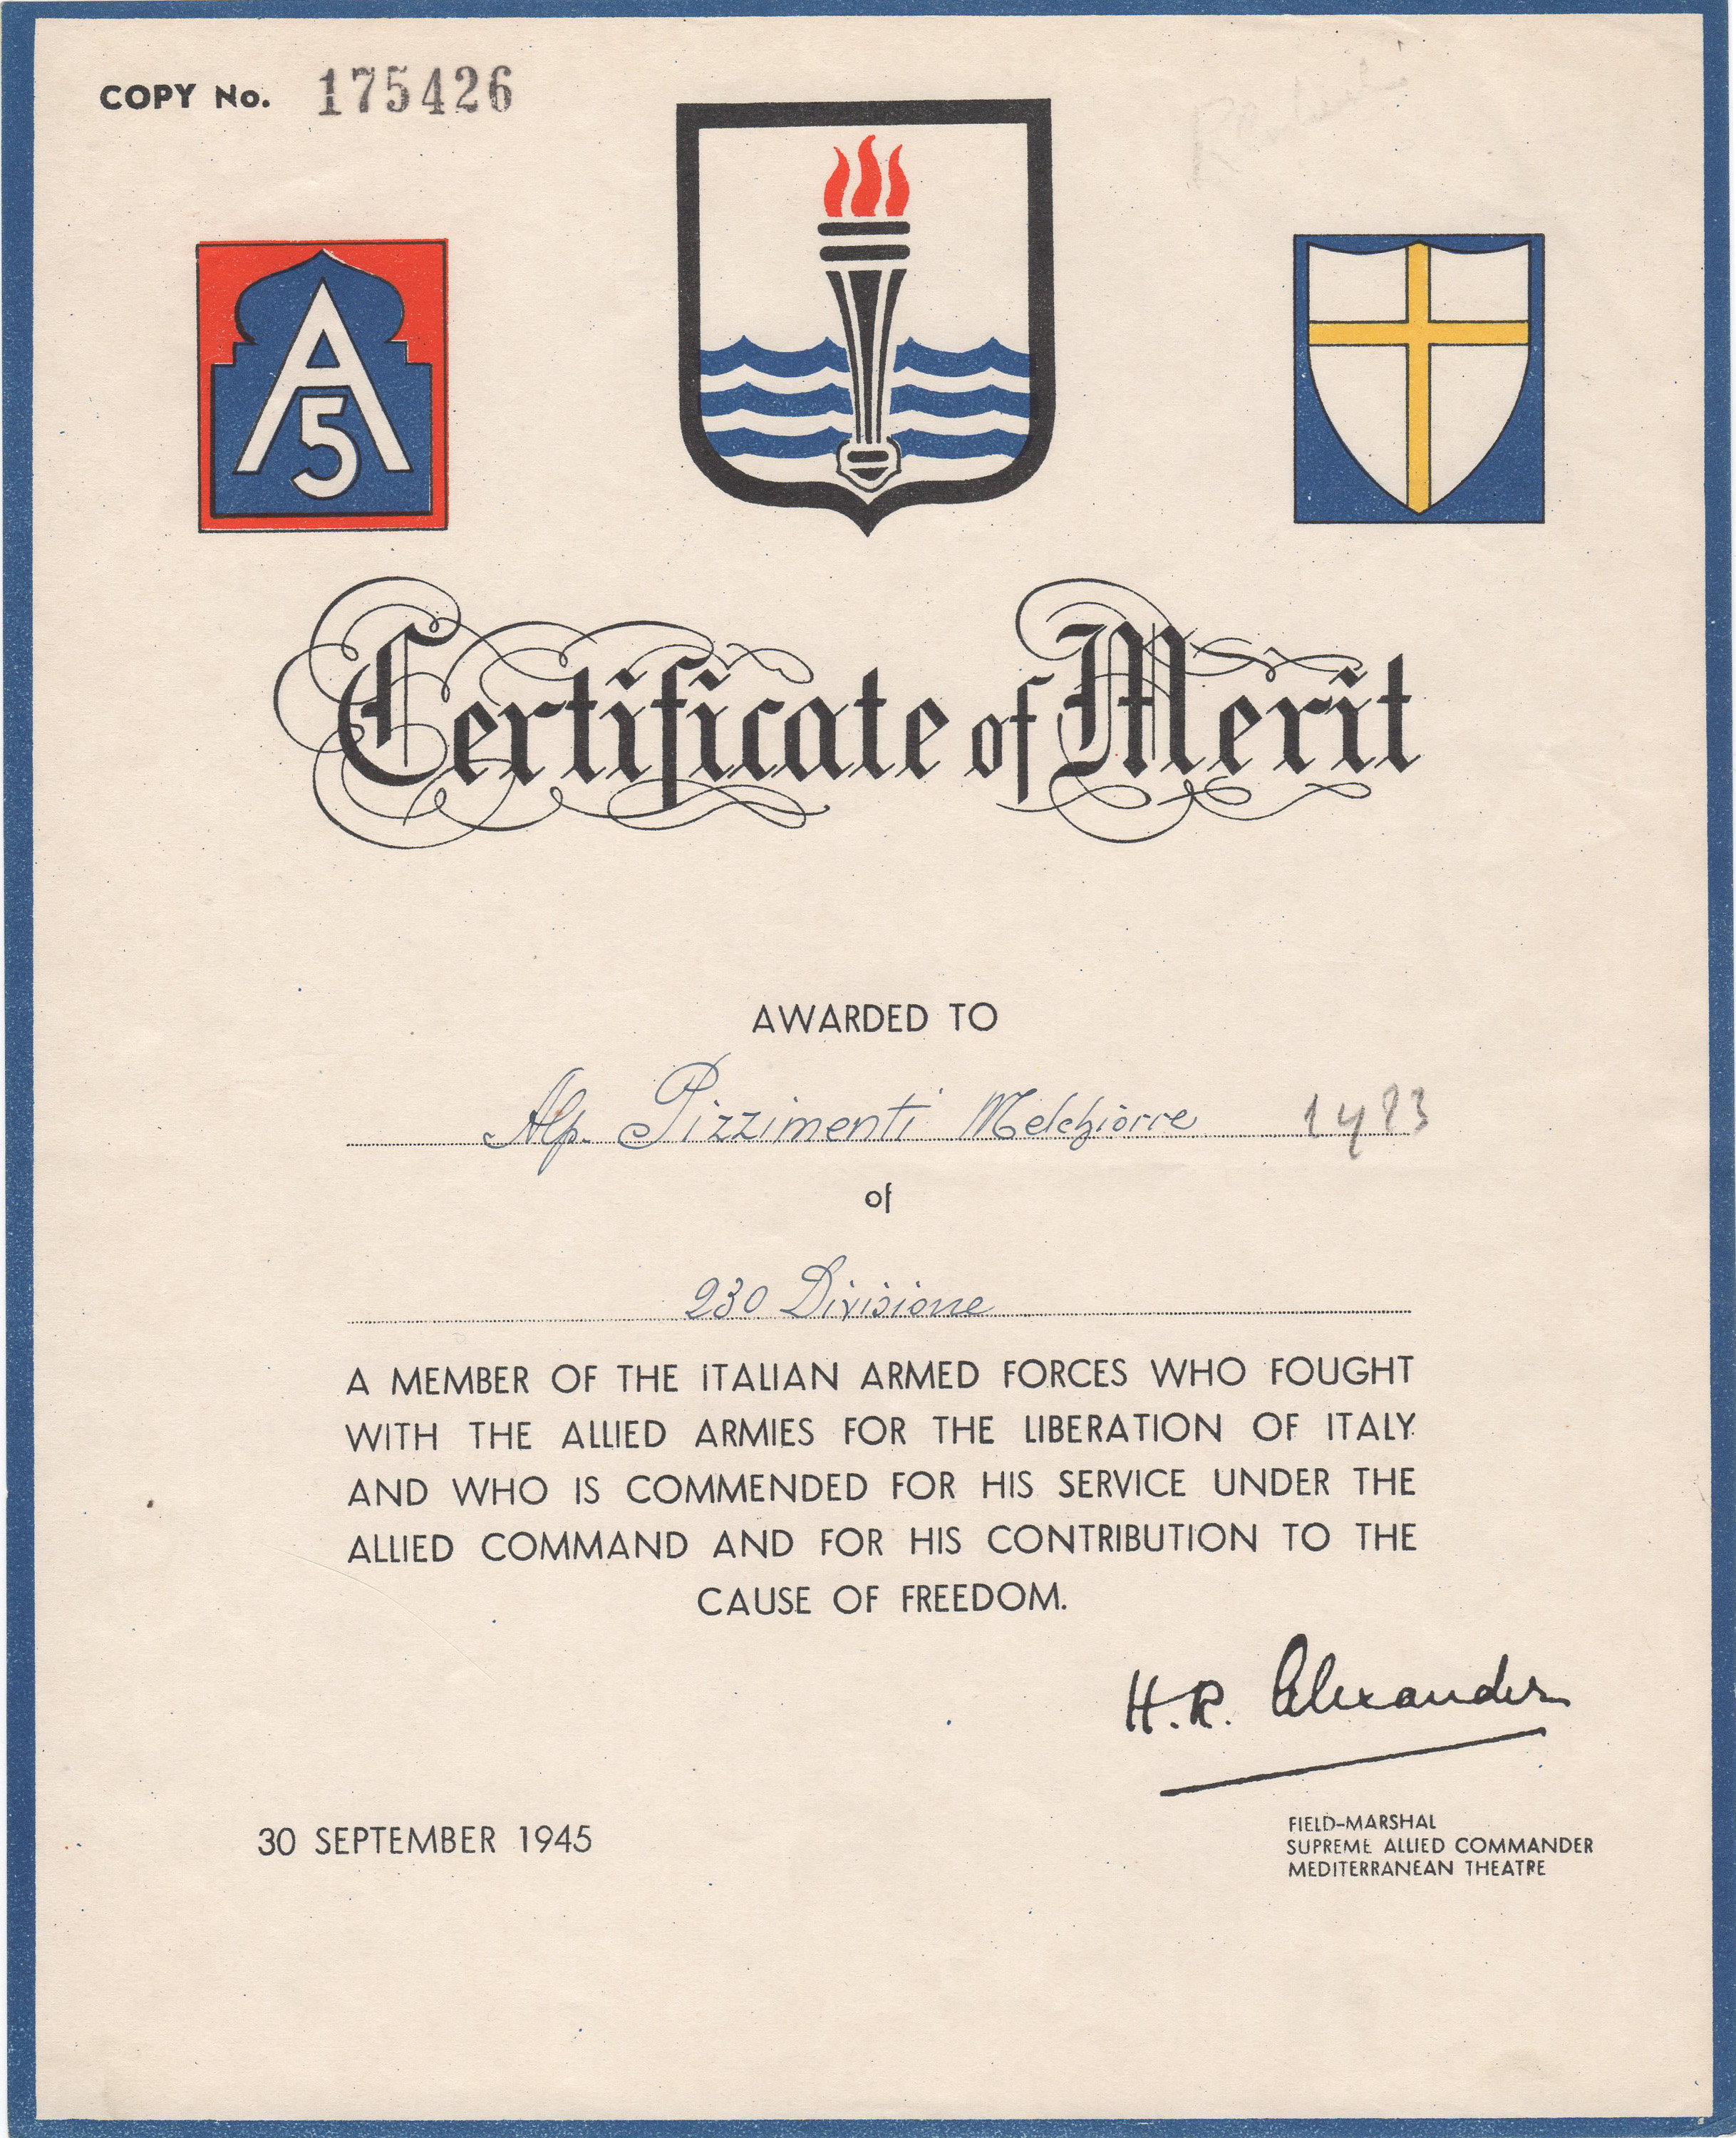 COPY No. 175426
A
5
Certificate of Merit
AWARDED TO
Alp. Pizzimenti Melchiorre 1483
of
230 Divisione
A MEMBER OF THE ITALIAN ARMED FORCES WHO FOUGHT
WITH THE ALLIED ARMIES FOR THE LIBERATION OF ITALY
AND WHO IS COMMENDED FOR HIS SERVICE UNDER THE
ALLIED COMMAND AND FOR HIS CONTRIBUTION TO THE
CAUSE OF FREEDOM.
H.R. Alexander
30 SEPTEMBER 1945
FIELD-MARSHAL
SUPREME ALLIED COMMANDER
MEDITERRANEAN THEATRE